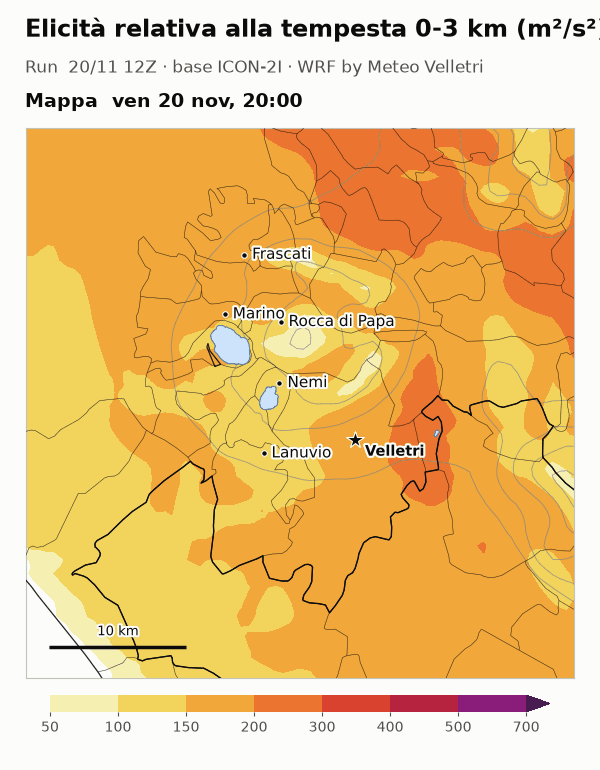 Elicità relativa alla tempesta 0-3 km (m²/s²)
Run  20/11 12Z · base ICON-2I · WRF by Meteo Velletri
Mappa  ven 20 nov, 20:00
Frascati
Marino
Rocca di Papa
Nemi
Velletri
Lanuvio
10 km
50 100 150 200 300 400 500 700